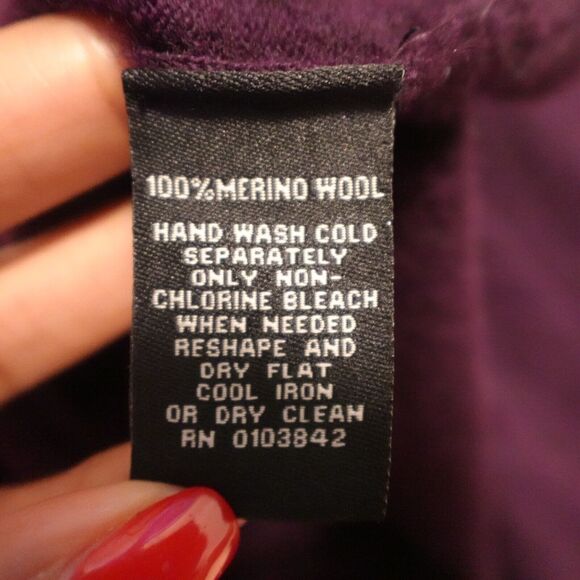 100%MERINO WOOL
HAND WASH COLD
SEPARATELY
ONLY NON-
CHLORINE BLEACH
WHEN NEEDED
RESHAPE AND
DRY FLAT
COOL IRON
OR DRY CLEAN
RN 0103842